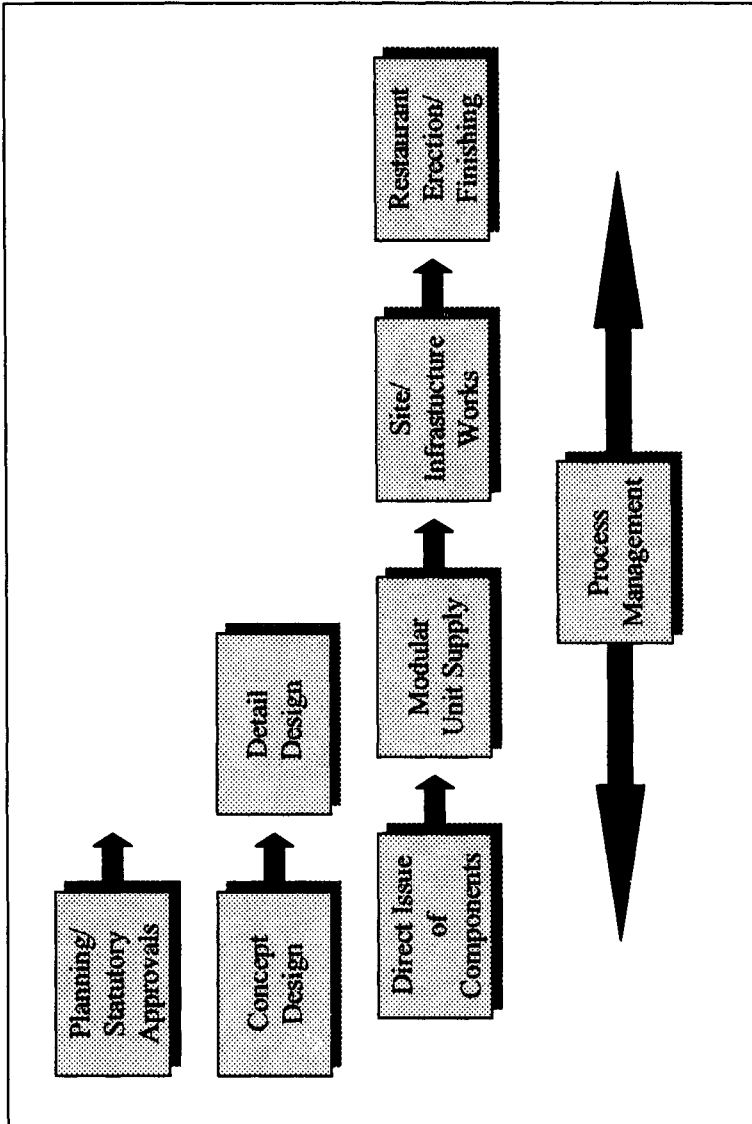 Planning/
Statutory
Approvals
Concept
Design
Detail
Design
Direct Issue
of
Components
Modular
Unit Supply
Site/
Infrastucture
Works
Restaurant
Erection/
Finishing
Process
Management